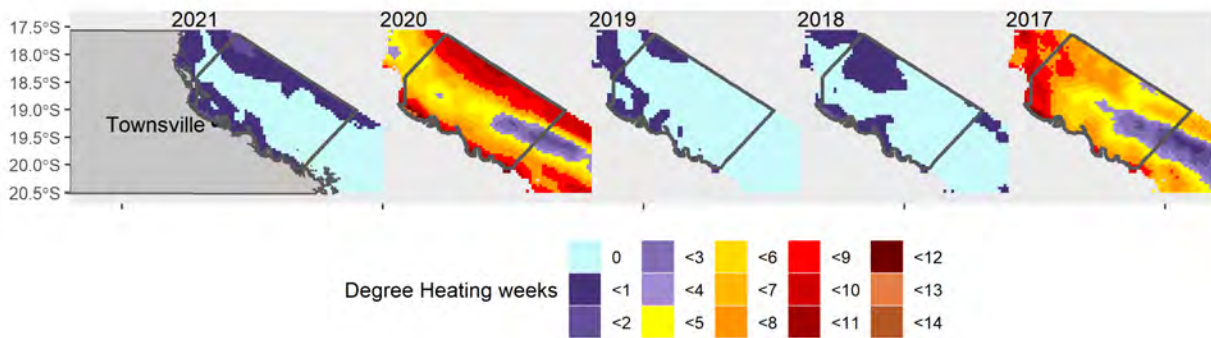 2021 2020 2019 2018 2017
17.5°S
18.0°S
18.5°S
19.0°S
Townsville
19.5°S
20.0°S
20.5°S
0 <3 <6 <9 <12
Degree Heating weeks <1 <4 <7 <10 <13
<2 <5 <8 <11 <14